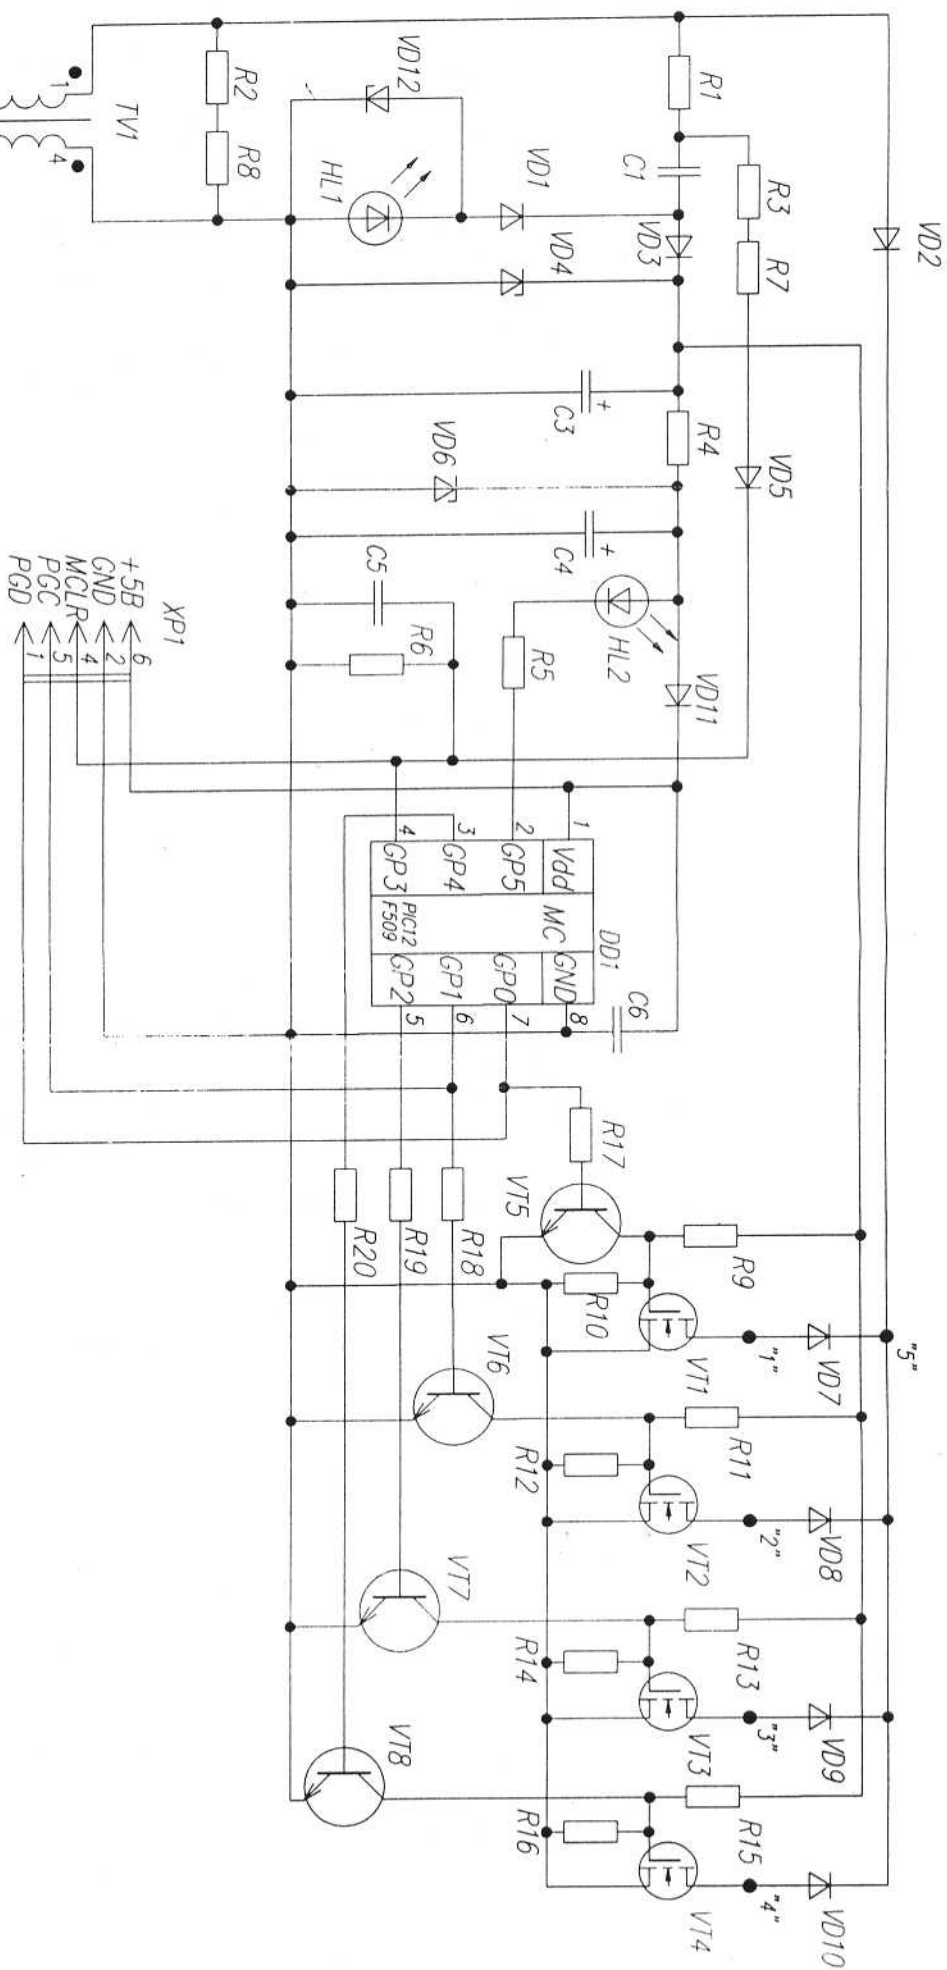 VD2
R1
C1
R3
R7
VD3
VD1
VD4
VD12
HL1
R2
R8
TV1
1
4
R4
VD5
+
C3
VD6
+
C4
C5
R6
HL2
R5
VD11
XP1
+5В
GND
MCLR
PGC
PGD
6
2
4
5
1
DD1
1
2
3
4
Vdd
GP5
GP4
GP3
MC
PIC12
F509
GND
GP0
GP1
GP2
8
7
6
5
C6
R17
R18
R19
R20
VT5
VT6
VT7
VT8
R9
R10
VT1
"1"
VD7
"5"
R11
R12
VT2
"2"
VD8
R13
R14
VT3
"3"
VD9
R15
R16
VT4
"4"
VD10